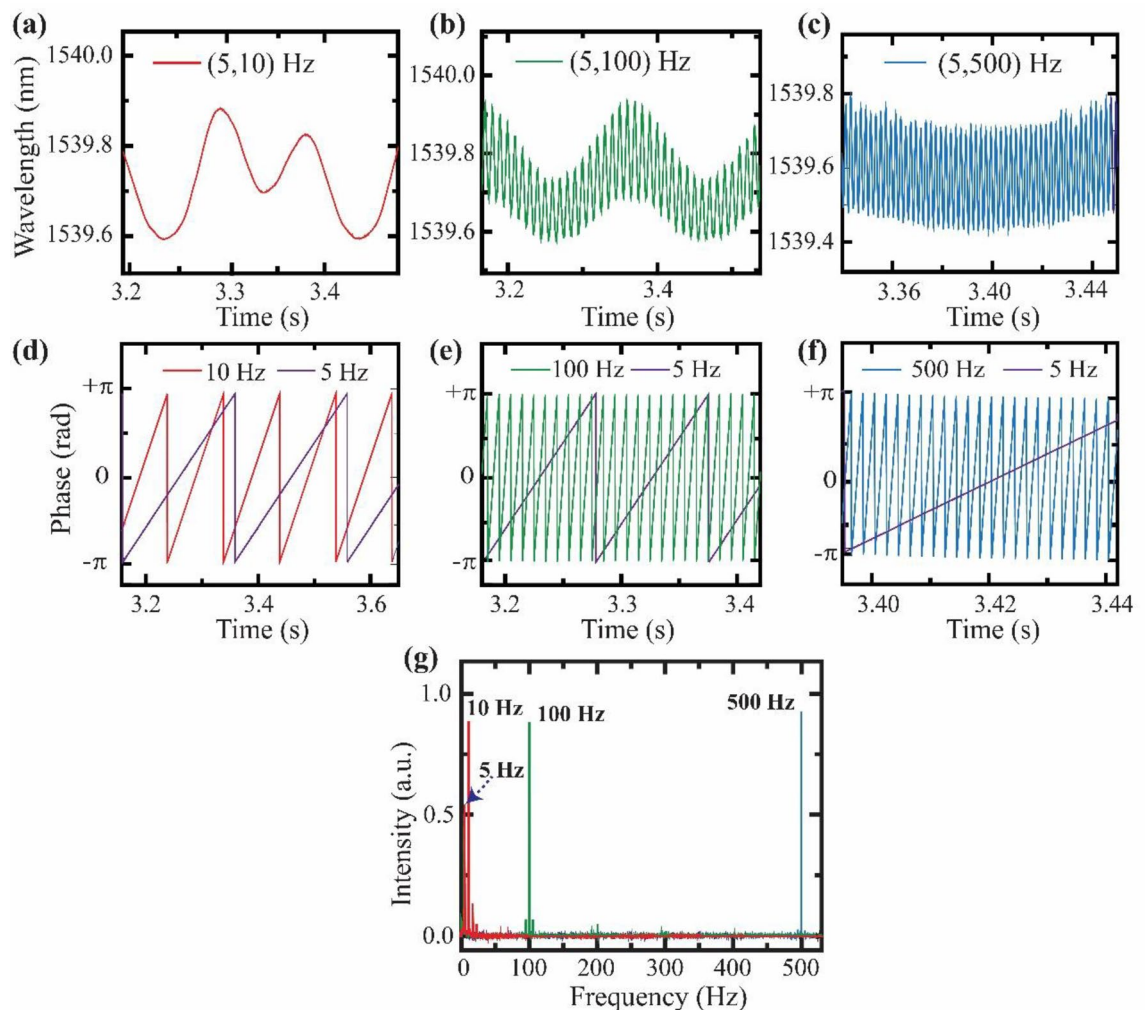 (a)
(5,10) Hz
1540.0
1539.8
1539.6
Wavelength (nm)
3.2 3.3 3.4
Time (s)
(b)
(5,100) Hz
1540.0
1539.8
1539.6
3.2 3.4
Time (s)
(c)
(5,500) Hz
1539.8
1539.6
1539.4
3.36 3.40 3.44
Time (s)
(d)
10 Hz 5 Hz
+π
0
-π
Phase (rad)
3.2 3.4 3.6
Time (s)
(e)
100 Hz 5 Hz
+π
0
-π
3.2 3.3 3.4
Time (s)
(f)
500 Hz 5 Hz
+π
0
-π
3.40 3.42 3.44
Time (s)
(g)
1.0
0.5
0.0
Intensity (a.u.)
10 Hz 100 Hz 500 Hz
5 Hz
0 100 200 300 400 500
Frequency (Hz)